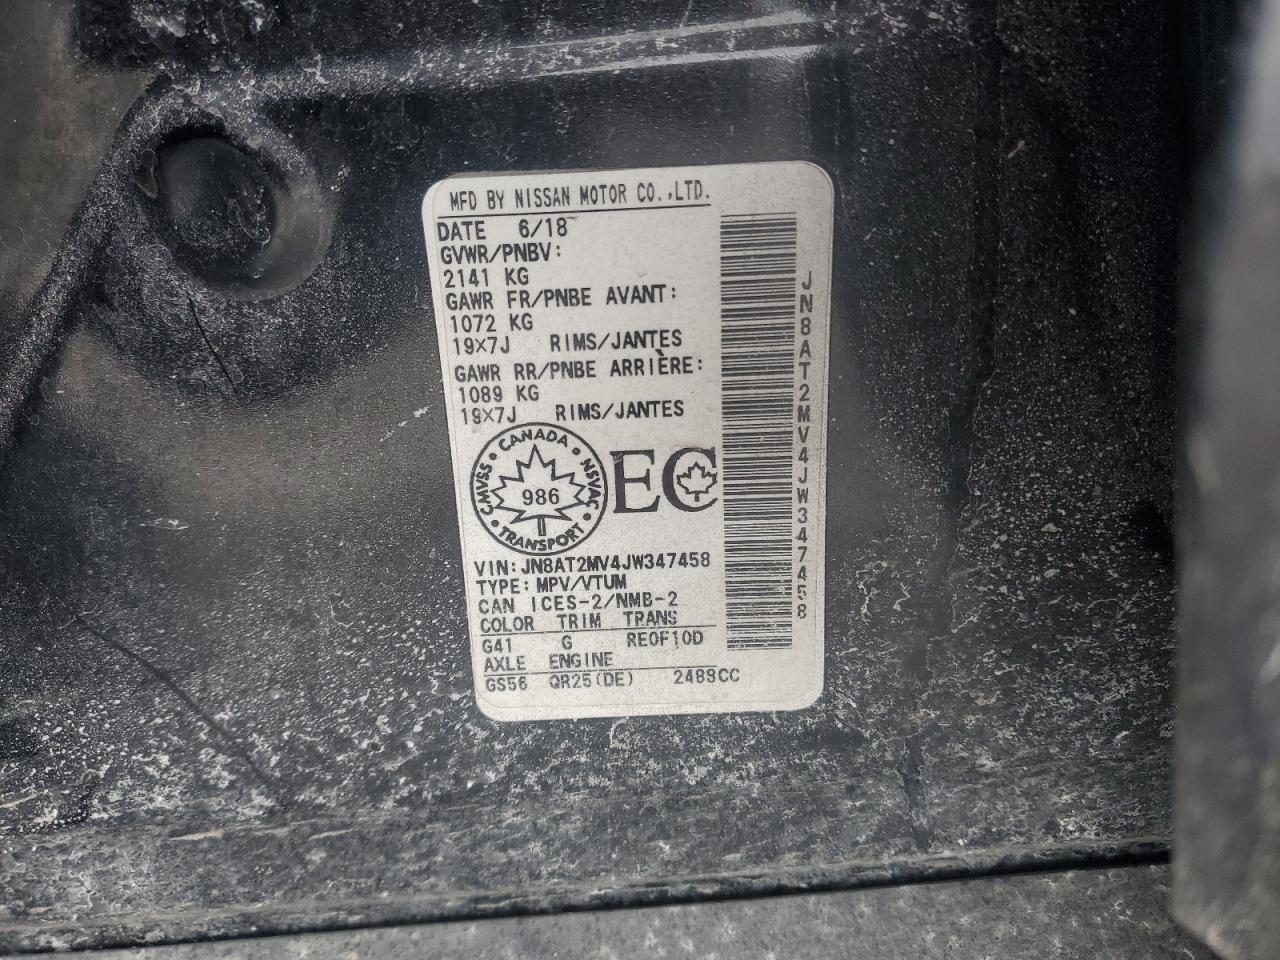 MFD BY NISSAN MOTOR CO.,LTD.
DATE 6/18
GVWR/PNBV:
2141 KG
GAWR FR/PNBE AVANT:
1072 KG
19X7J RIMS/JANTES
GAWR RR/PNBE ARRIÈRE:
1089 KG
19X7J RIMS/JANTES
CANADA • NSVAC • TRANSPORT • CMVSS •
986
EC
VIN: JN8AT2MV4JW347458
TYPE: MPV/VTUM
CAN ICES-2/NMB-2
COLOR TRIM TRANS
G41 G RE0F10D
AXLE ENGINE
GS56 QR25(DE) 2488CC
JN8AT2MV4JW347458